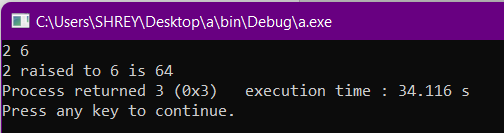 C:\Users\SHREY\Desktop\a\bin\Debug\a.exe
2 6
2 raised to 6 is 64
Process returned 3 (0x3)   execution time : 34.116 s
Press any key to continue.